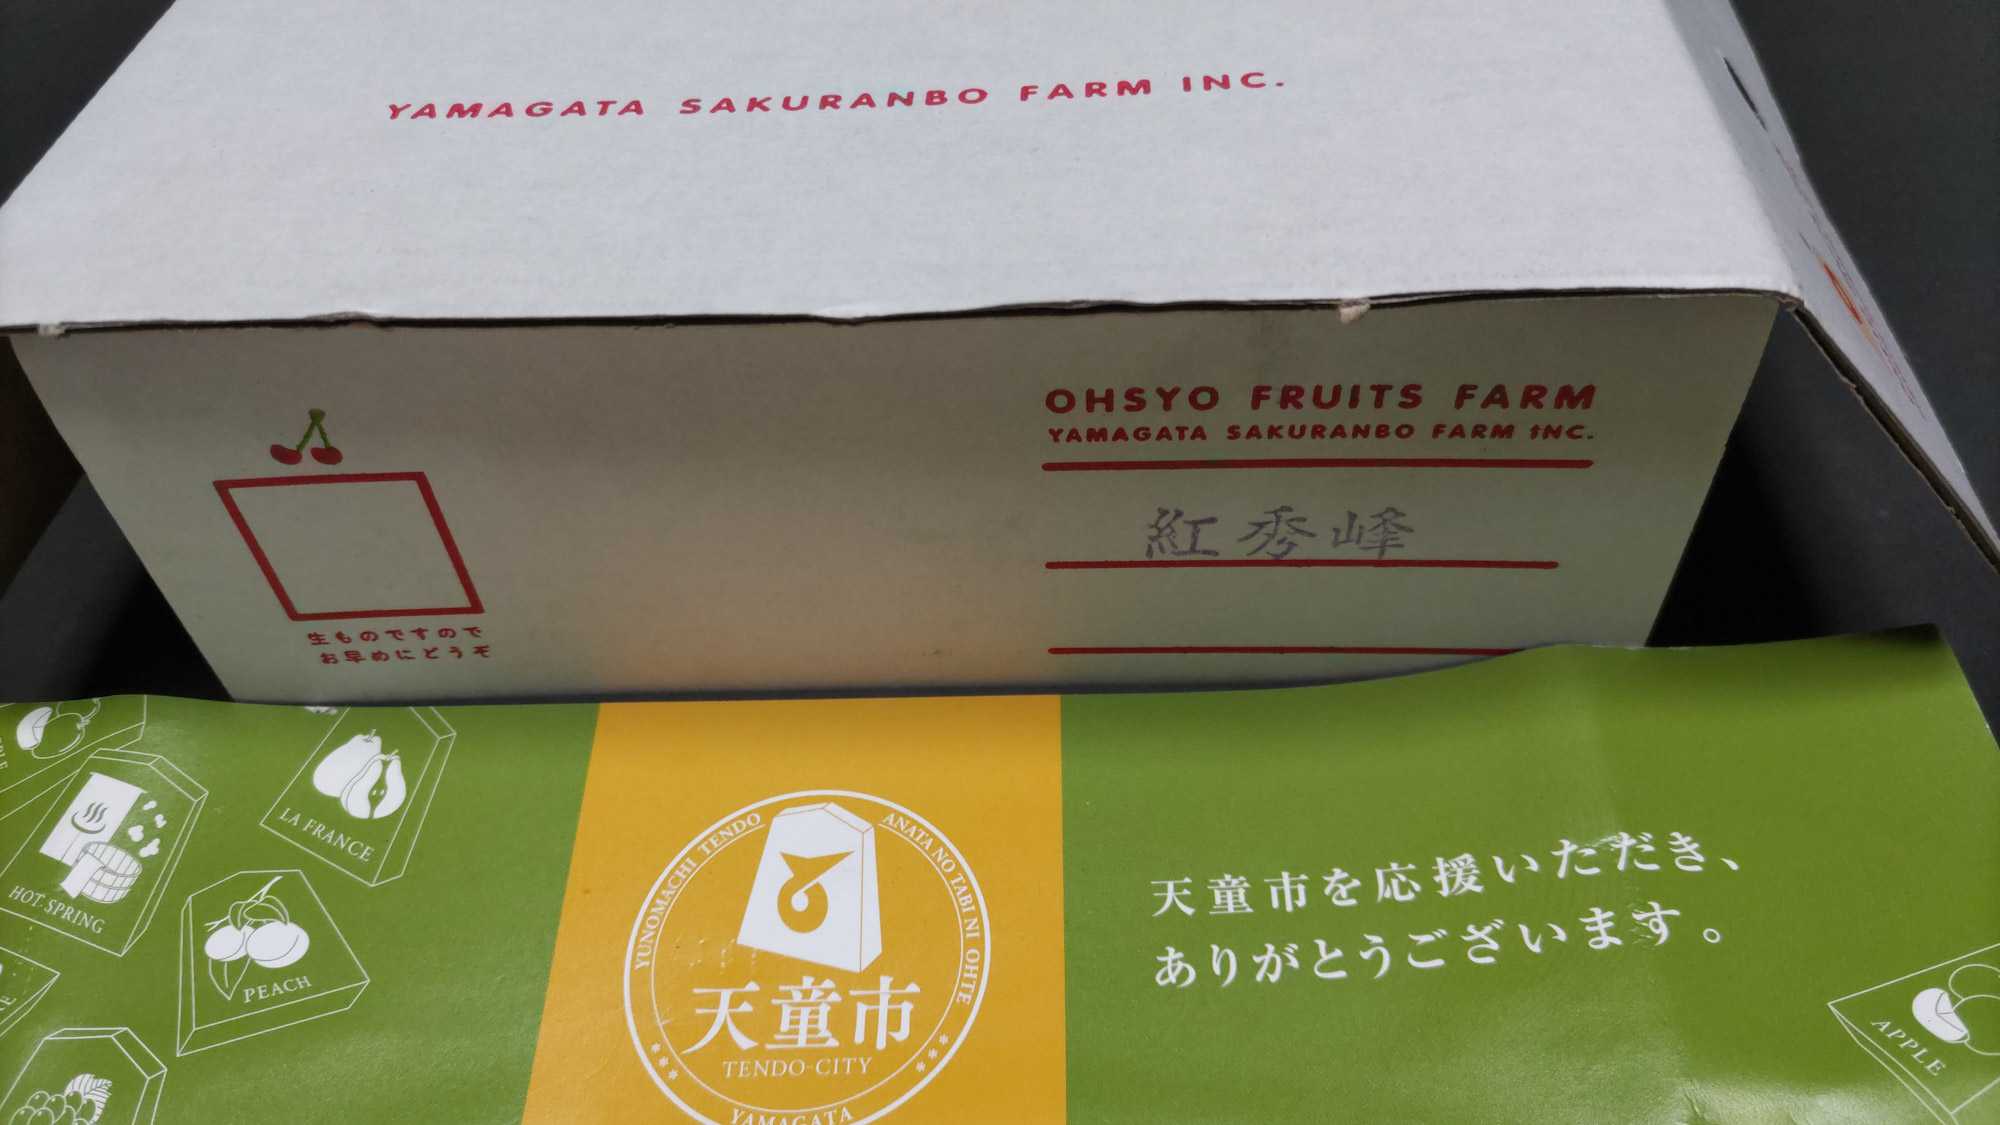 YAMAGATA SAKURANBO FARM INC.
OHSYO FRUITS FARM
YAMAGATA SAKURANBO FARM INC.
紅秀峰
生ものですので
お早めにどうぞ
LA FRANCE
HOT SPRING
PEACH
YUNOMACHI TENDO
ANATA NO TABI NI OHTE
天童市
TENDO-CITY
YAMAGATA
天童市を応援いただき、
ありがとうございます。
APPLE